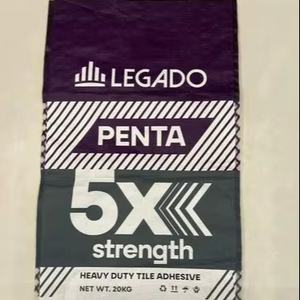 LEGADO
PENTA
5X
strength
HEAVY DUTY TILE ADHESIVE
NET WT. 20KG